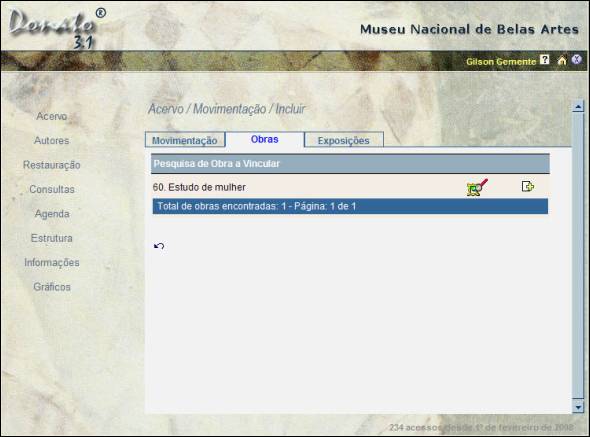 Donato ®
3.1
Museu Nacional de Belas Artes
Gilson Gemente ?
Acervo
Autores
Restauração
Consultas
Agenda
Estrutura
Informações
Gráficos
Acervo / Movimentação / Incluir
Movimentação Obras Exposições
Pesquisa de Obra a Vincular
60. Estudo de mulher
Total de obras encontradas: 1 - Página: 1 de 1
234 acessos desde 1º de fevereiro de 2008